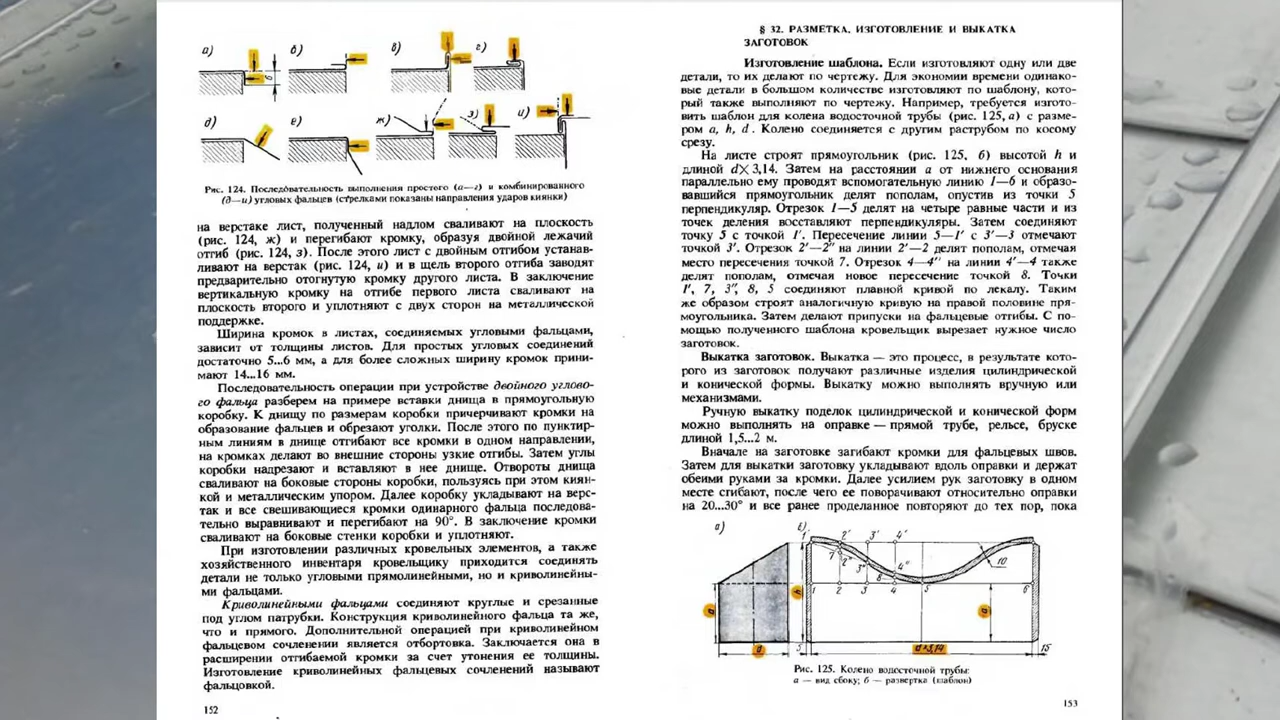 а)
б)
в)
г)
б
д)
е)
ж)
з)
и)
Рис. 124. Последовательность выполнения простого (а—г) и комбинированного
(д—и) угловых фальцев (стрелками показаны направления ударов киянки)
на верстаке лист, полученный надлом сваливают на плоскость
(рис. 124, ж) и перегибают кромку, образуя двойной лежачий
отгиб (рис. 124, з). После этого лист с двойным отгибом устанав-
ливают на верстак (рис. 124, и) и в щель второго отгиба заводят
предварительно отогнутую кромку другого листа. В заключение
вертикальную кромку на отгибе первого листа сваливают на
плоскость второго и уплотняют с двух сторон на металлической
поддержке.
Ширина кромок в листах, соединяемых угловыми фальцами,
зависит от толщины листов. Для простых угловых соединений
достаточно 5...6 мм, а для более сложных ширину кромок прини-
мают 14...16 мм.
Последовательность операции при устройстве двойного углово-
го фальца разберем на примере вставки днища в прямоугольную
коробку. К днищу по размерам коробки причерчивают кромки на
образование фальцев и обрезают уголки. После этого по пунктир-
ным линиям в днище отгибают все кромки в одном направлении,
на кромках делают во внешние стороны узкие отгибы. Затем углы
коробки надрезают и вставляют в нее днище. Отвороты днища
сваливают на боковые стороны коробки, пользуясь при этом киян-
кой и металлическим упором. Далее коробку укладывают на верс-
так и все свешивающиеся кромки одинарного фальца последова-
тельно выравнивают и перегибают на 90°. В заключение кромки
сваливают на боковые стенки коробки и уплотняют.
При изготовлении различных кровельных элементов, а также
хозяйственного инвентаря кровельщику приходится соединять
детали не только угловыми прямолинейными, но и криволинейны-
ми фальцами.
Криволинейными фальцами соединяют круглые и срезанные
под углом патрубки. Конструкция криволинейного фальца та же,
что и прямого. Дополнительной операцией при криволинейном
фальцевом сочленении является отбортовка. Заключается она в
расширении отгибаемой кромки за счет утонения ее толщины.
Изготовление криволинейных фальцевых сочленений называют
фальцовкой.
152
§ 32. РАЗМЕТКА, ИЗГОТОВЛЕНИЕ И ВЫКАТКА
ЗАГОТОВОК
Изготовление шаблона. Если изготовляют одну или две
детали, то их делают по чертежу. Для экономии времени одинако-
вые детали в большом количестве изготовляют по шаблону, кото-
рый также выполняют по чертежу. Например, требуется изгото-
вить шаблон для колена водосточной трубы (рис. 125, а) с разме-
ром а, h, d. Колено соединяется с другим раструбом по косому
срезу.
На листе строят прямоугольник (рис. 125, б) высотой h и
длиной d×3,14. Затем на расстоянии а от нижнего основания
параллельно ему проводят вспомогательную линию 1—6 и образо-
вавшийся прямоугольник делят пополам, опустив из точки 5
перпендикуляр. Отрезок 1—5 делят на четыре равные части и из
точек деления восставляют перпендикуляры. Затем соединяют
точку 5 с точкой 1'. Пересечение линии 5—1' с 3'—3 отмечают
точкой 3'. Отрезок 2'—2" на линии 2'—2 делят пополам, отмечая
место пересечения точкой 7. Отрезок 4—4" на линии 4'—4 также
делят пополам, отмечая новое пересечение точкой 8. Точки
1', 7, 3", 8, 5 соединяют плавной кривой по лекалу. Таким
же образом строят аналогичную кривую на правой половине пря-
моугольника. Затем делают припуски на фальцевые отгибы. С по-
мощью полученного шаблона кровельщик вырезает нужное число
заготовок.
Выкатка заготовок. Выкатка — это процесс, в результате кото-
рого из заготовок получают различные изделия цилиндрической
и конической формы. Выкатку можно выполнять вручную или
механизмами.
Ручную выкатку поделок цилиндрической и конической форм
можно выполнять на оправке — прямой трубе, рельсе, бруске
длиной 1,5...2 м.
Вначале на заготовке загибают кромки для фальцевых швов.
Затем для выкатки заготовку укладывают вдоль оправки и держат
обеими руками за кромки. Далее усилием рук заготовку в одном
месте сгибают, после чего ее поворачивают относительно оправки
на 20...30° и все ранее проделанное повторяют до тех пор, пока
а)
б)
1' 2' 3' 4'
7 2" 3" 8 4" 10
1 2 3 4 5 6
а h а
d 5 d×3,14 15
Рис. 125. Колено водосточной трубы:
а — вид сбоку; б — развертка (шаблон)
153